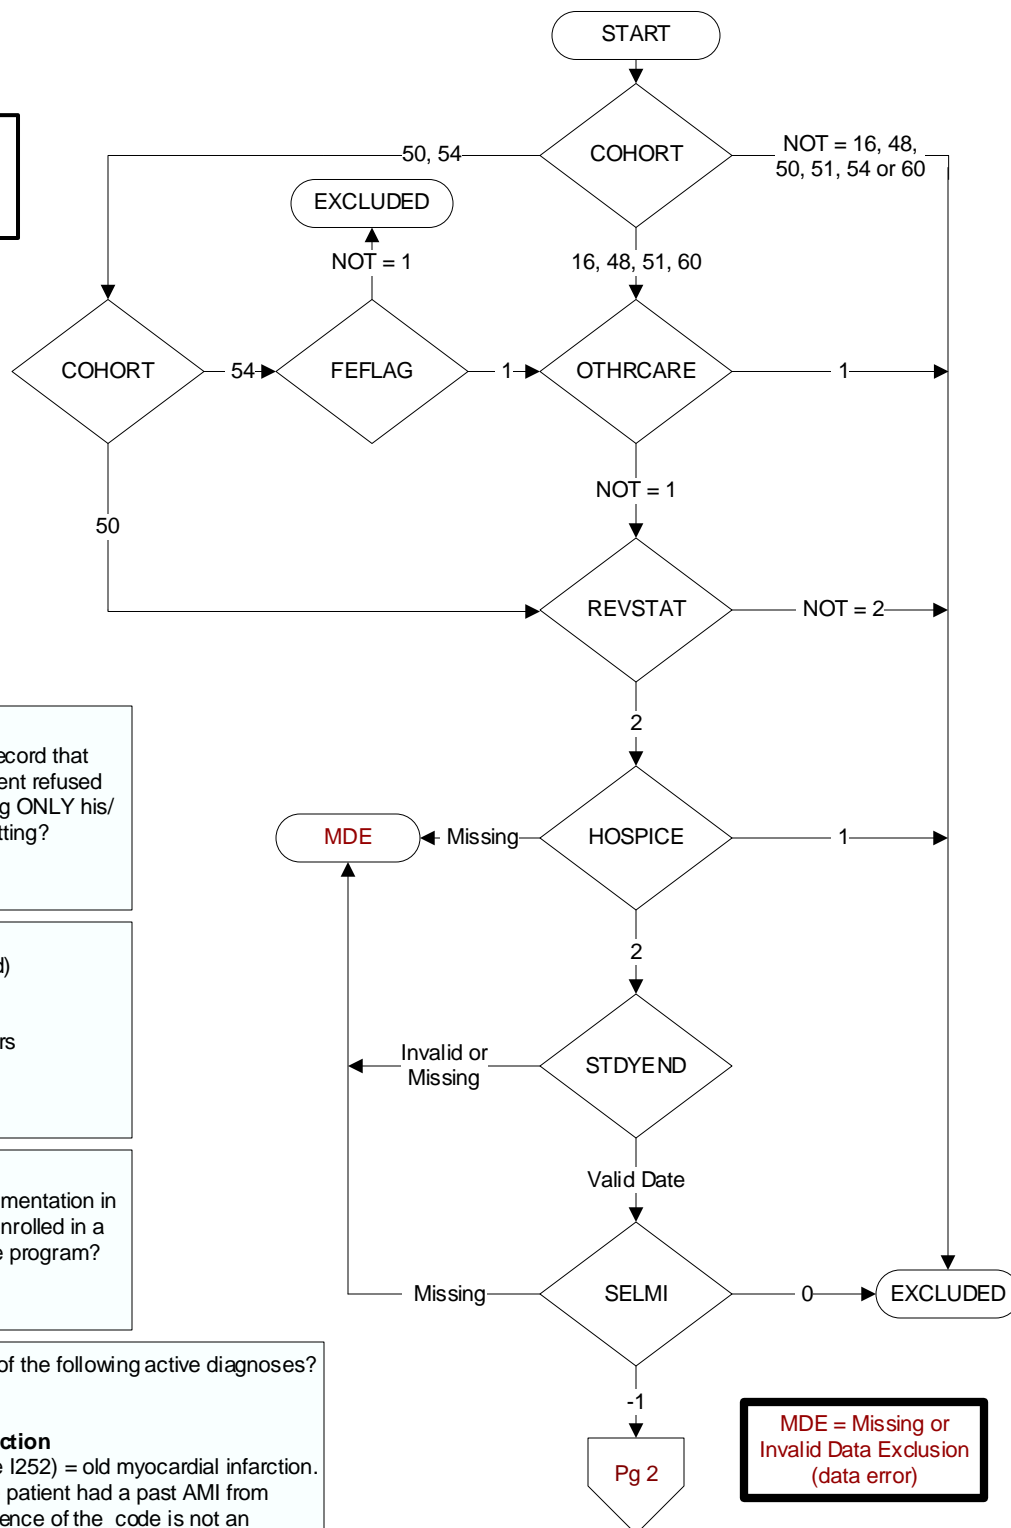 START
COHORT
50, 54
NOT = 16, 48,
50, 51, 54 or 60
EXCLUDED
NOT = 1
16, 48, 51, 60
COHORT
54
FEFLAG
1
OTHRCARE
1
NOT = 1
50
REVSTAT
NOT = 2
2
ecord that
ent refused
g ONLY his/
tting?
MDE
Missing
HOSPICE
1
2
d)
rs
Invalid or
Missing
STDYEND
Valid Date
mentation in
nrolled in a
e program?
Missing
SELMI
0
EXCLUDED
of the following active diagnoses?
-1
ction
e I252) = old myocardial infarction.
patient had a past AMI from
ence of the code is not an
Pg 2
MDE = Missing or
Invalid Data Exclusion
(data error)